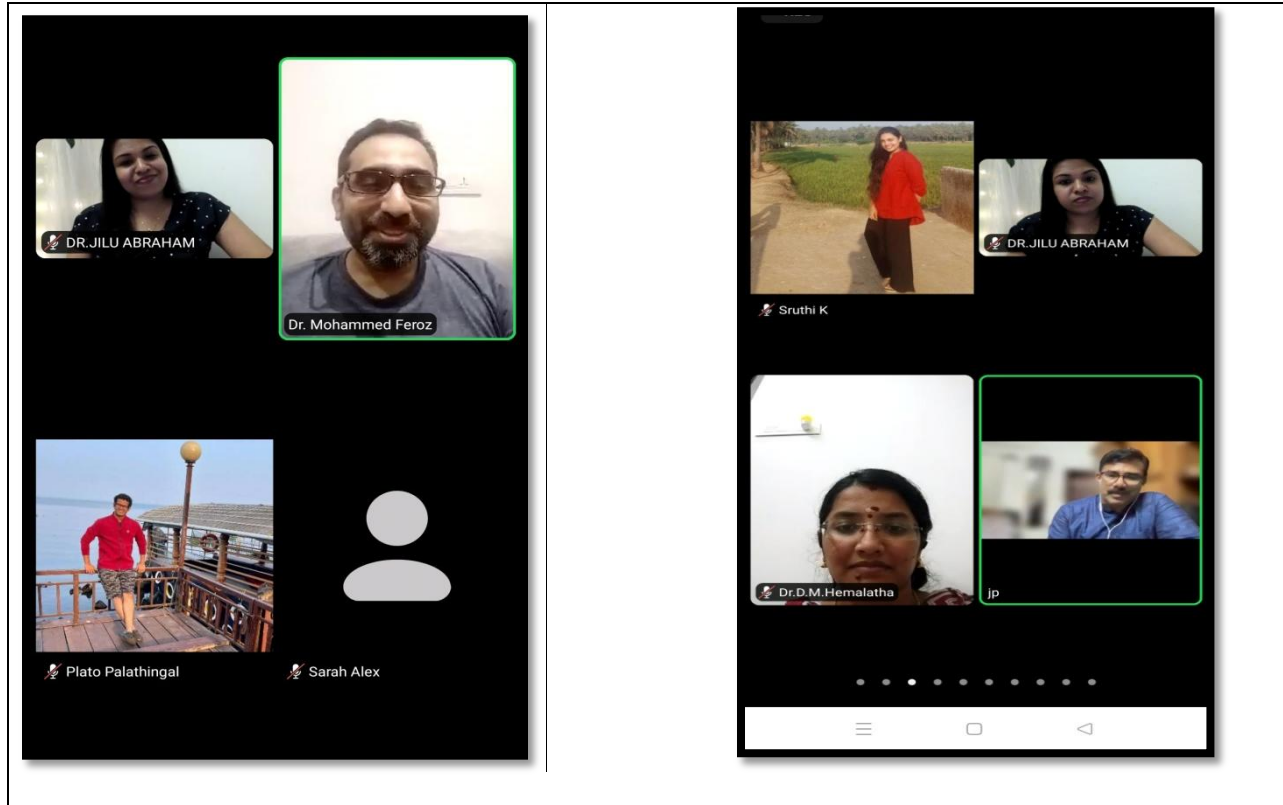 DR.JILU ABRAHAM
Dr. Mohammed Feroz
Plato Palathingal
Sarah Alex
Sruthi K
DR.JILU ABRAHAM
Dr.D.M.Hemalatha
jp